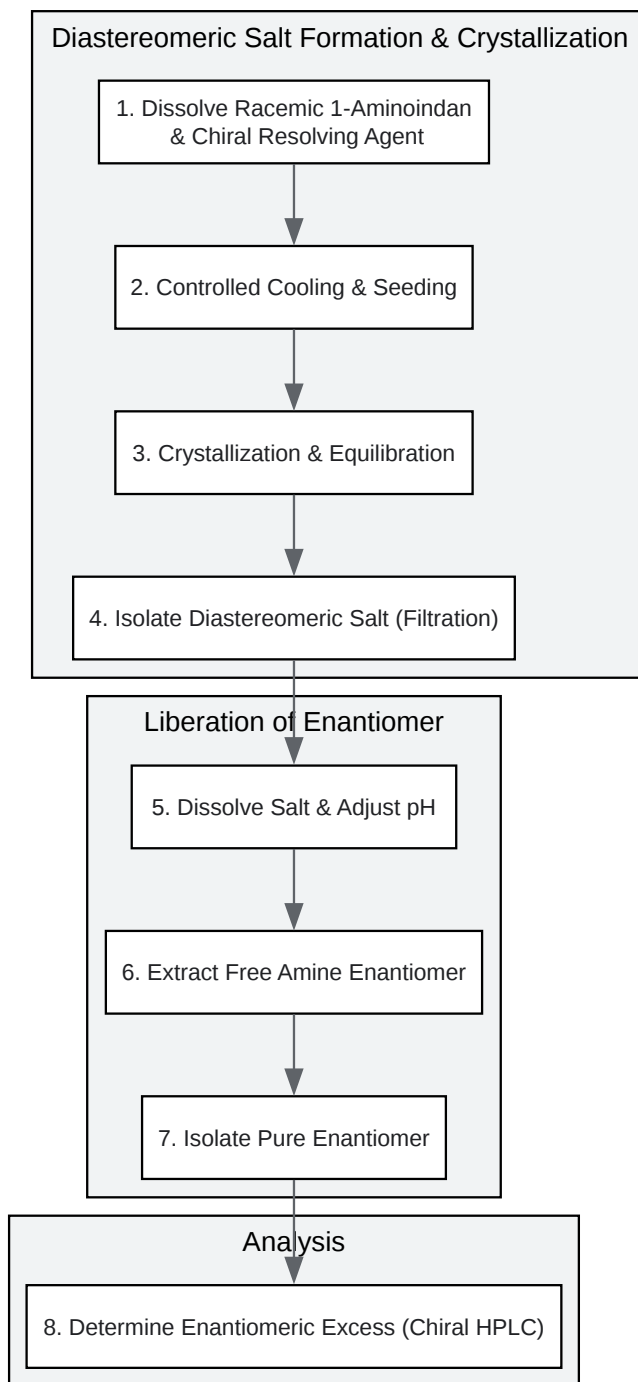 Diastereomeric Salt Formation & Crystallization
1. Dissolve Racemic 1-Aminoindan
& Chiral Resolving Agent
2. Controlled Cooling & Seeding
3. Crystallization & Equilibration
4. Isolate Diastereomeric Salt (Filtration)
Liberation of Enantiomer
5. Dissolve Salt & Adjust pH
6. Extract Free Amine Enantiomer
7. Isolate Pure Enantiomer
Analysis
8. Determine Enantiomeric Excess (Chiral HPLC)